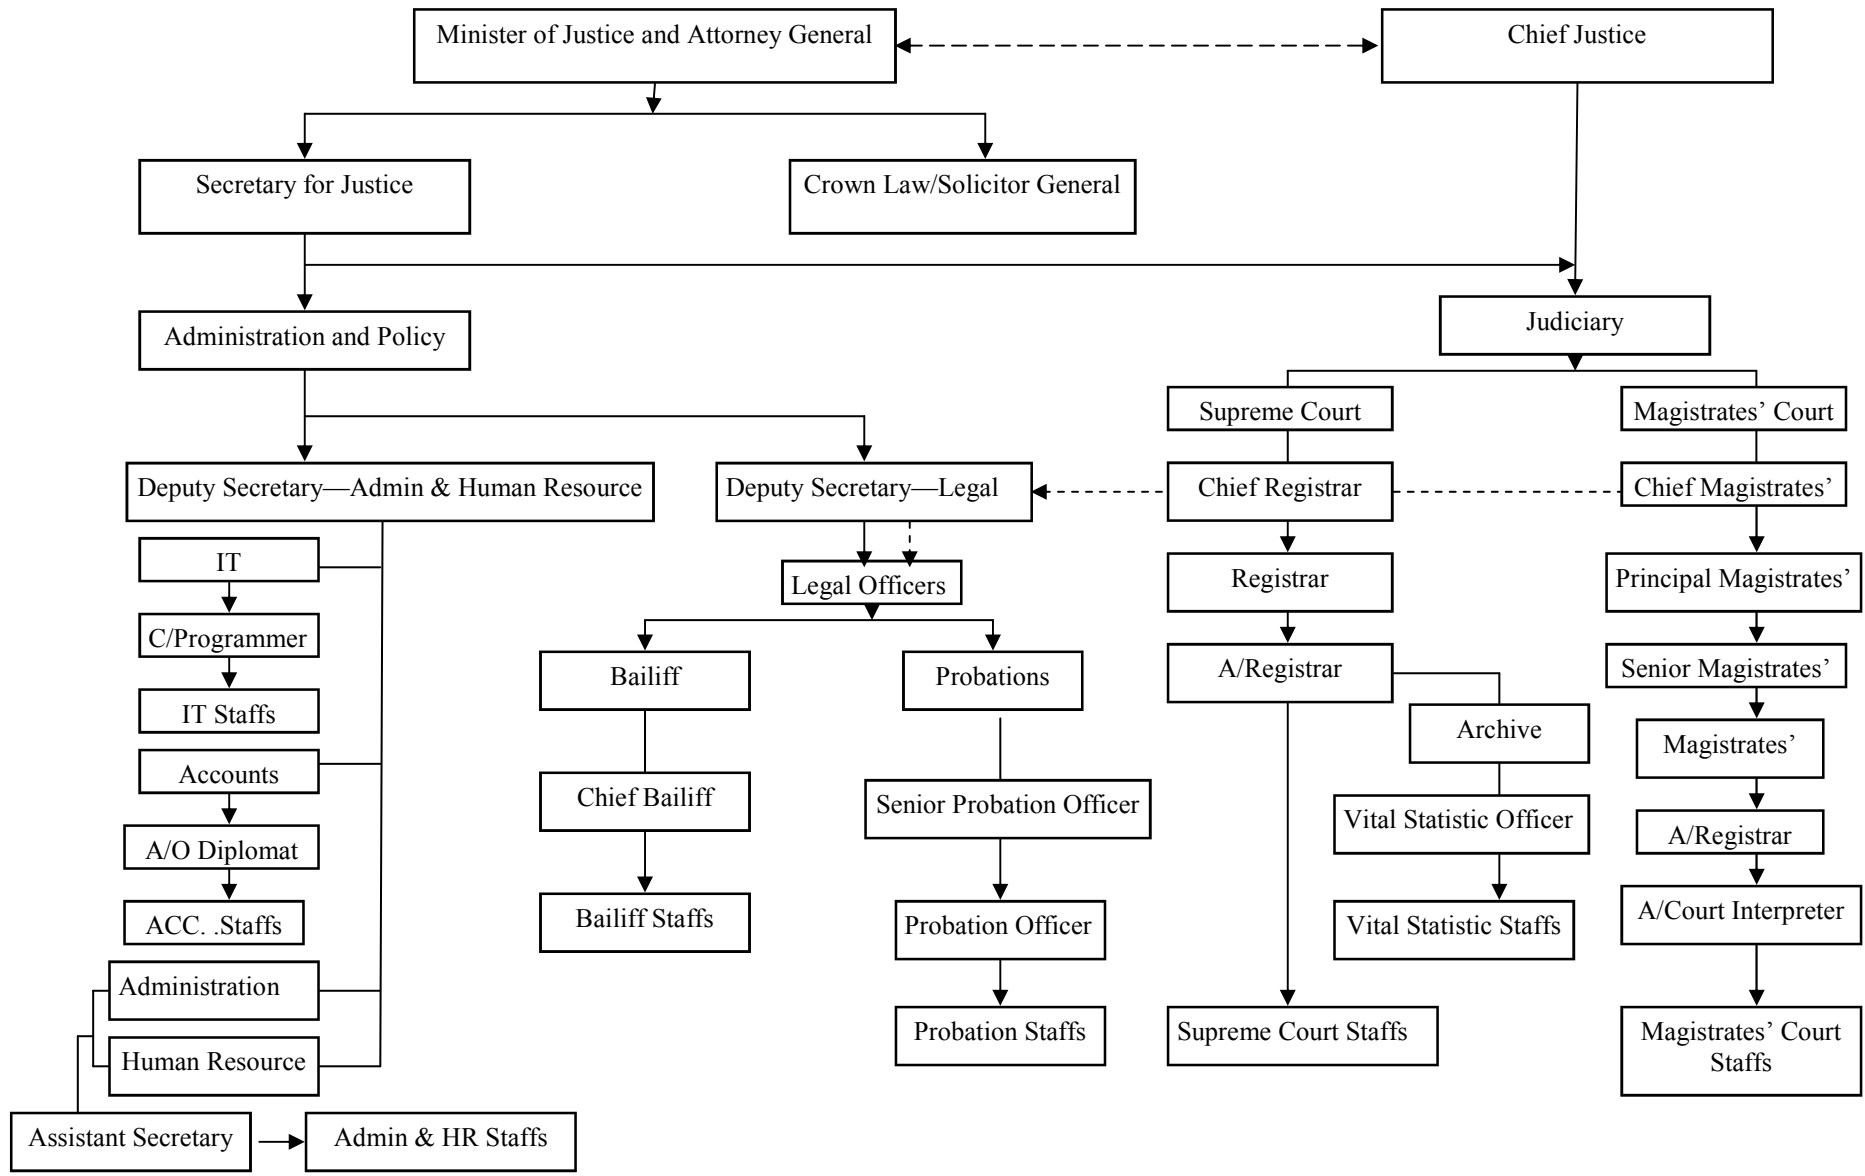 Minister of Justice and Attorney General
Chief Justice
Secretary for Justice
Crown Law/Solicitor General
Administration and Policy
Judiciary
Supreme Court
Magistrates’ Court
Deputy Secretary—Admin & Human Resource
Deputy Secretary—Legal
Chief Registrar
Chief Magistrates’
IT
Legal Officers
Registrar
Principal Magistrates’
C/Programmer
Bailiff
Probations
A/Registrar
Senior Magistrates’
IT Staffs
Archive
Magistrates’
Accounts
Chief Bailiff
Senior Probation Officer
Vital Statistic Officer
A/Registrar
A/O Diplomat
ACC. .Staffs
Bailiff Staffs
Probation Officer
Vital Statistic Staffs
A/Court Interpreter
Administration
Probation Staffs
Supreme Court Staffs
Magistrates’ Court
Staffs
Human Resource
Assistant Secretary
Admin & HR Staffs